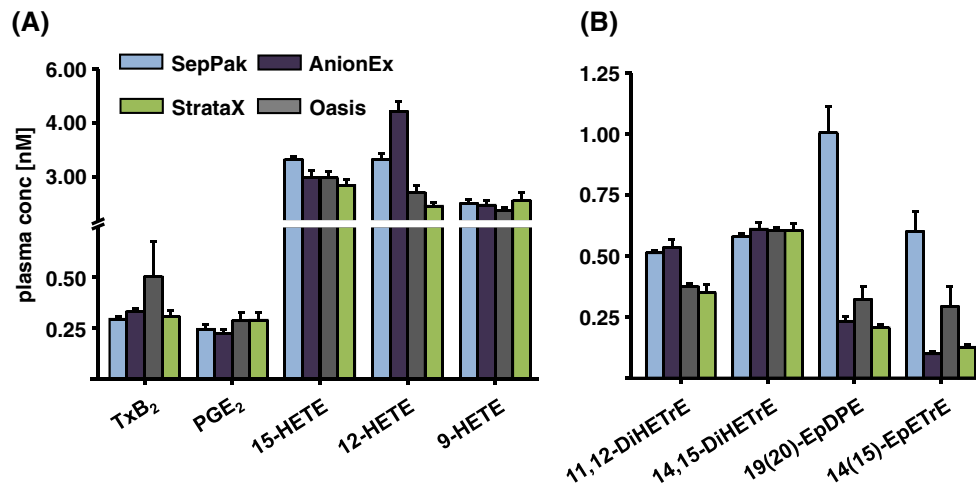 (A)
SepPak
AnionEx
StrataX
Oasis
plasma conc [nM]
6.00
4.00
3.00
0.50
0.25
TxB₂
PGE₂
15-HETE
12-HETE
9-HETE
(B)
1.25
1.00
0.75
0.50
0.25
11,12-DiHETrE
14,15-DiHETrE
19(20)-EpDPE
14(15)-EpETrE